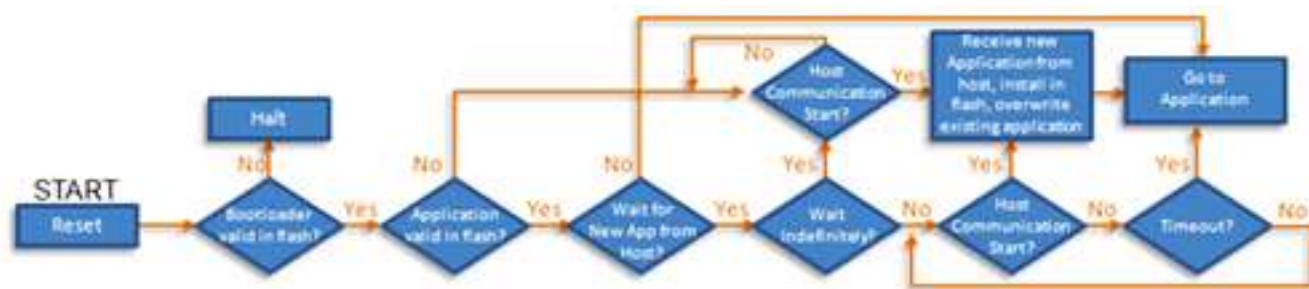 START
Reset
Bootloader
valid in flash?
No
Halt
Yes
Application
valid in flash?
No
Yes
Wait for
New App from
Host?
No
Yes
Wait
Indefinitely?
Yes
No
Host
Communication
Start?
No
Yes
Receive new
Application from
host, install in
flash, overwrite
existing application
Go to
Application
Host
Communication
Start?
Yes
No
Timeout?
Yes
No